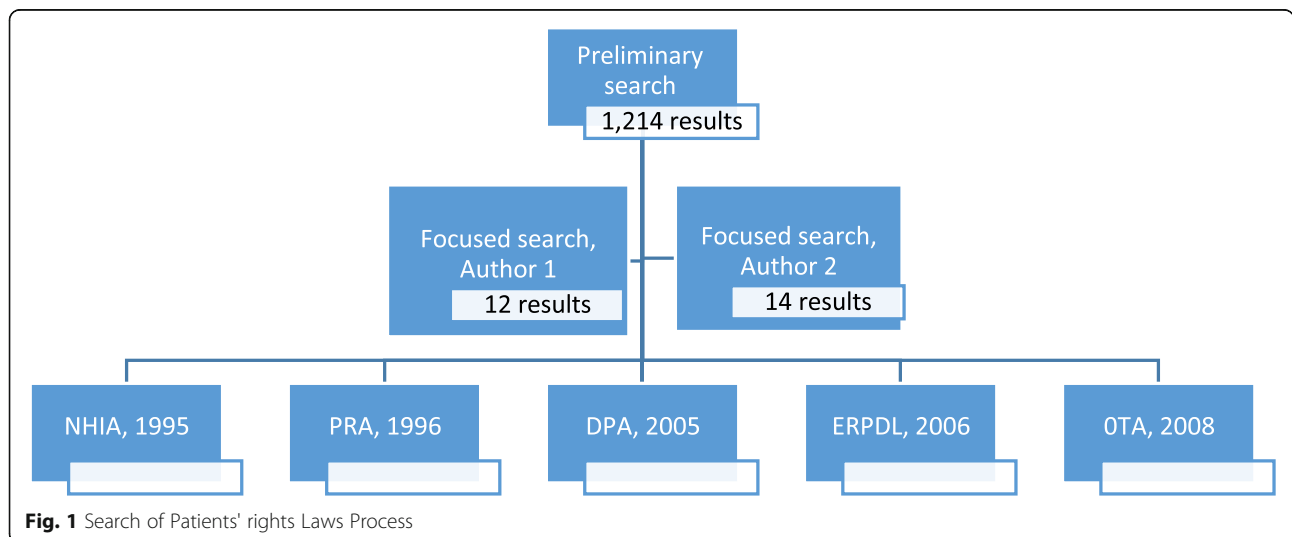 Preliminary
search
1,214 results
Focused search,
Author 1
12 results
Focused search,
Author 2
14 results
NHIA, 1995
PRA, 1996
DPA, 2005
ERPDL, 2006
0TA, 2008
Fig. 1 Search of Patients' rights Laws Process